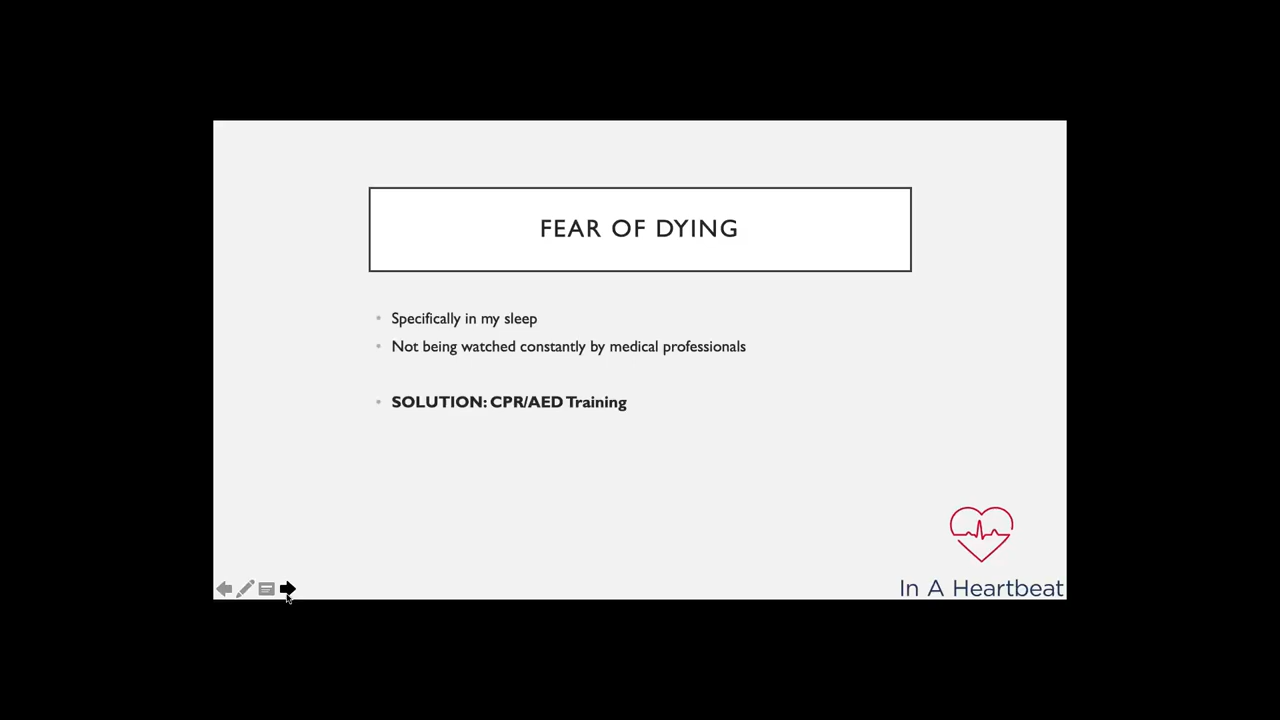 FEAR OF DYING
Specifically in my sleep
Not being watched constantly by medical professionals
SOLUTION: CPR/AED Training
In A Heartbeat